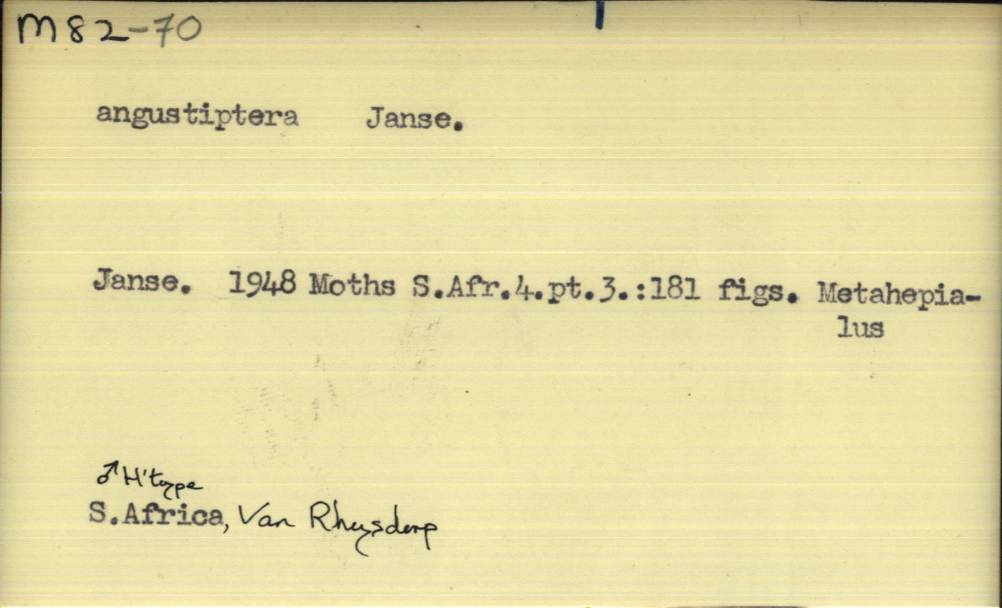 M82-70
angustiptera Janse.
Janse. 1948 Moths S.Afr.4.pt.3.:181 figs. Metahepia-
lus
♂ H'type
S.Africa, Van Rhysdorp